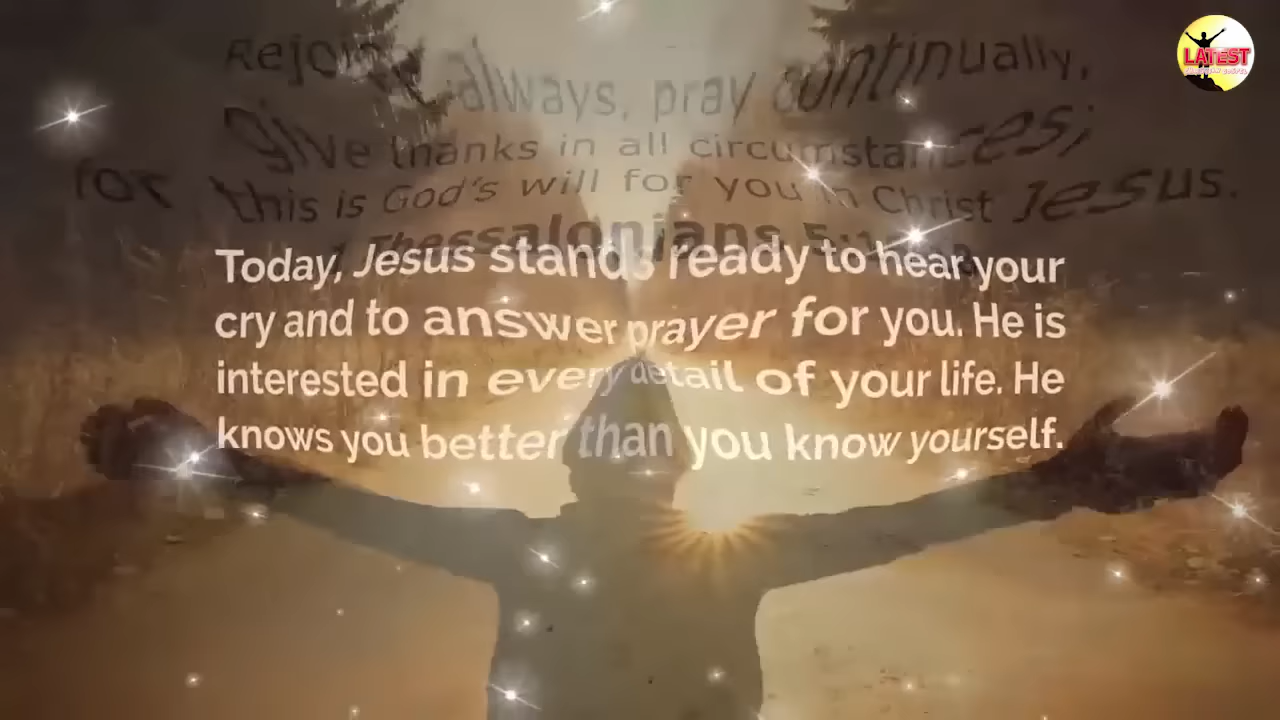 Rejoice always, pray continually,
give thanks in all circumstances;
for this is God's will for you in Christ Jesus.
1 Thessalonians
Today, Jesus stands ready to hear your
cry and to answer prayer for you. He is
interested in every detail of your life. He
knows you better than you know yourself.
LATEST